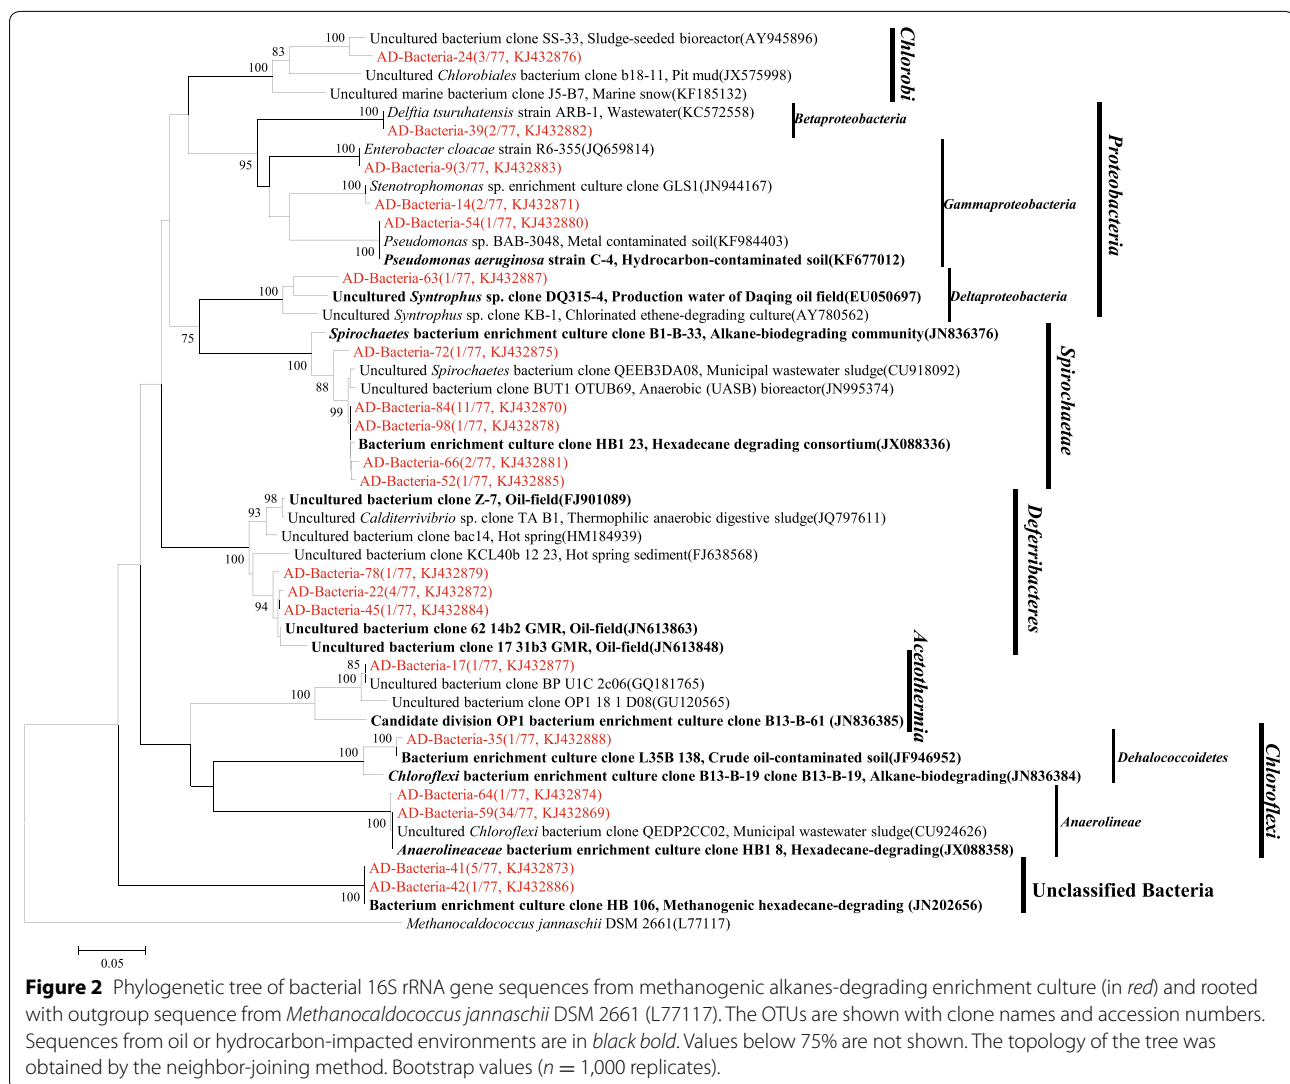 100
Uncultured bacterium clone SS-33, Sludge-seeded bioreactor(AY945896)
83
AD-Bacteria-24(3/77, KJ432876)
100
Uncultured Chlorobiales bacterium clone b18-11, Pit mud(JX575998)
Uncultured marine bacterium clone J5-B7, Marine snow(KF185132)
Chlorobi
100
Delftia tsuruhatensis strain ARB-1, Wastewater(KC572558)
AD-Bacteria-39(2/77, KJ432882)
Betaproteobacteria
95
100
Enterobacter cloacae strain R6-355(JQ659814)
AD-Bacteria-9(3/77, KJ432883)
100
Stenotrophomonas sp. enrichment culture clone GLS1(JN944167)
AD-Bacteria-14(2/77, KJ432871)
AD-Bacteria-54(1/77, KJ432880)
Pseudomonas sp. BAB-3048, Metal contaminated soil(KF984403)
100
Pseudomonas aeruginosa strain C-4, Hydrocarbon-contaminated soil(KF677012)
Gammaproteobacteria
Proteobacteria
AD-Bacteria-63(1/77, KJ432887)
100
Uncultured Syntrophus sp. clone DQ315-4, Production water of Daqing oil field(EU050697)
Uncultured Syntrophus sp. clone KB-1, Chlorinated ethene-degrading culture(AY780562)
Deltaproteobacteria
75
Spirochaetes bacterium enrichment culture clone B1-B-33, Alkane-biodegrading community(JN836376)
100
AD-Bacteria-72(1/77, KJ432875)
Uncultured Spirochaetes bacterium clone QEEB3DA08, Municipal wastewater sludge(CU918092)
88
Uncultured bacterium clone BUT1 OTUB69, Anaerobic (UASB) bioreactor(JN995374)
99
AD-Bacteria-84(11/77, KJ432870)
AD-Bacteria-98(1/77, KJ432878)
Bacterium enrichment culture clone HB1 23, Hexadecane degrading consortium(JX088336)
AD-Bacteria-66(2/77, KJ432881)
AD-Bacteria-52(1/77, KJ432885)
Spirochaetae
98
Uncultured bacterium clone Z-7, Oil-field(FJ901089)
93
Uncultured Calditerrivibrio sp. clone TA B1, Thermophilic anaerobic digestive sludge(JQ797611)
Uncultured bacterium clone bac14, Hot spring(HM184939)
100
Uncultured bacterium clone KCL40b 12 23, Hot spring sediment(FJ638568)
AD-Bacteria-78(1/77, KJ432879)
AD-Bacteria-22(4/77, KJ432872)
94
AD-Bacteria-45(1/77, KJ432884)
Uncultured bacterium clone 62 14b2 GMR, Oil-field(JN613863)
Uncultured bacterium clone 17 31b3 GMR, Oil-field(JN613848)
Deferribacteres
85
AD-Bacteria-17(1/77, KJ432877)
100
Uncultured bacterium clone BP U1C 2c06(GQ181765)
100
Uncultured bacterium clone OP1 18 1 D08(GU120565)
Candidate division OP1 bacterium enrichment culture clone B13-B-61 (JN836385)
Acetothermia
AD-Bacteria-35(1/77, KJ432888)
100
100
Bacterium enrichment culture clone L35B 138, Crude oil-contaminated soil(JF946952)
Chloroflexi bacterium enrichment culture clone B13-B-19 clone B13-B-19, Alkane-biodegrading(JN836384)
Dehalococcoidetes
AD-Bacteria-64(1/77, KJ432874)
AD-Bacteria-59(34/77, KJ432869)
100
Uncultured Chloroflexi bacterium clone QEDP2CC02, Municipal wastewater sludge(CU924626)
Anaerolineaceae bacterium enrichment culture clone HB1 8, Hexadecane-degrading(JX088358)
Anaerolineae
Chloroflexi
AD-Bacteria-41(5/77, KJ432873)
AD-Bacteria-42(1/77, KJ432886)
100
Bacterium enrichment culture clone HB 106, Methanogenic hexadecane-degrading (JN202656)
Unclassified Bacteria
Methanocaldococcus jannaschii DSM 2661(L77117)
0.05
Figure 2 Phylogenetic tree of bacterial 16S rRNA gene sequences from methanogenic alkanes-degrading enrichment culture (in red) and rooted
with outgroup sequence from Methanocaldococcus jannaschii DSM 2661 (L77117). The OTUs are shown with clone names and accession numbers.
Sequences from oil or hydrocarbon-impacted environments are in black bold. Values below 75% are not shown. The topology of the tree was
obtained by the neighbor-joining method. Bootstrap values (n = 1,000 replicates).